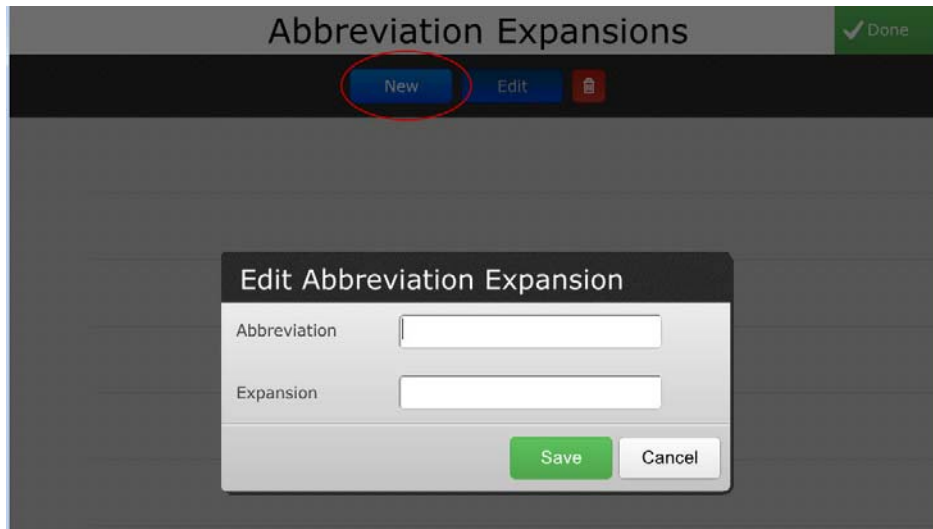 Abbreviation Expansions
Done
New Edit
Edit Abbreviation Expansion
Abbreviation
Expansion
Save Cancel